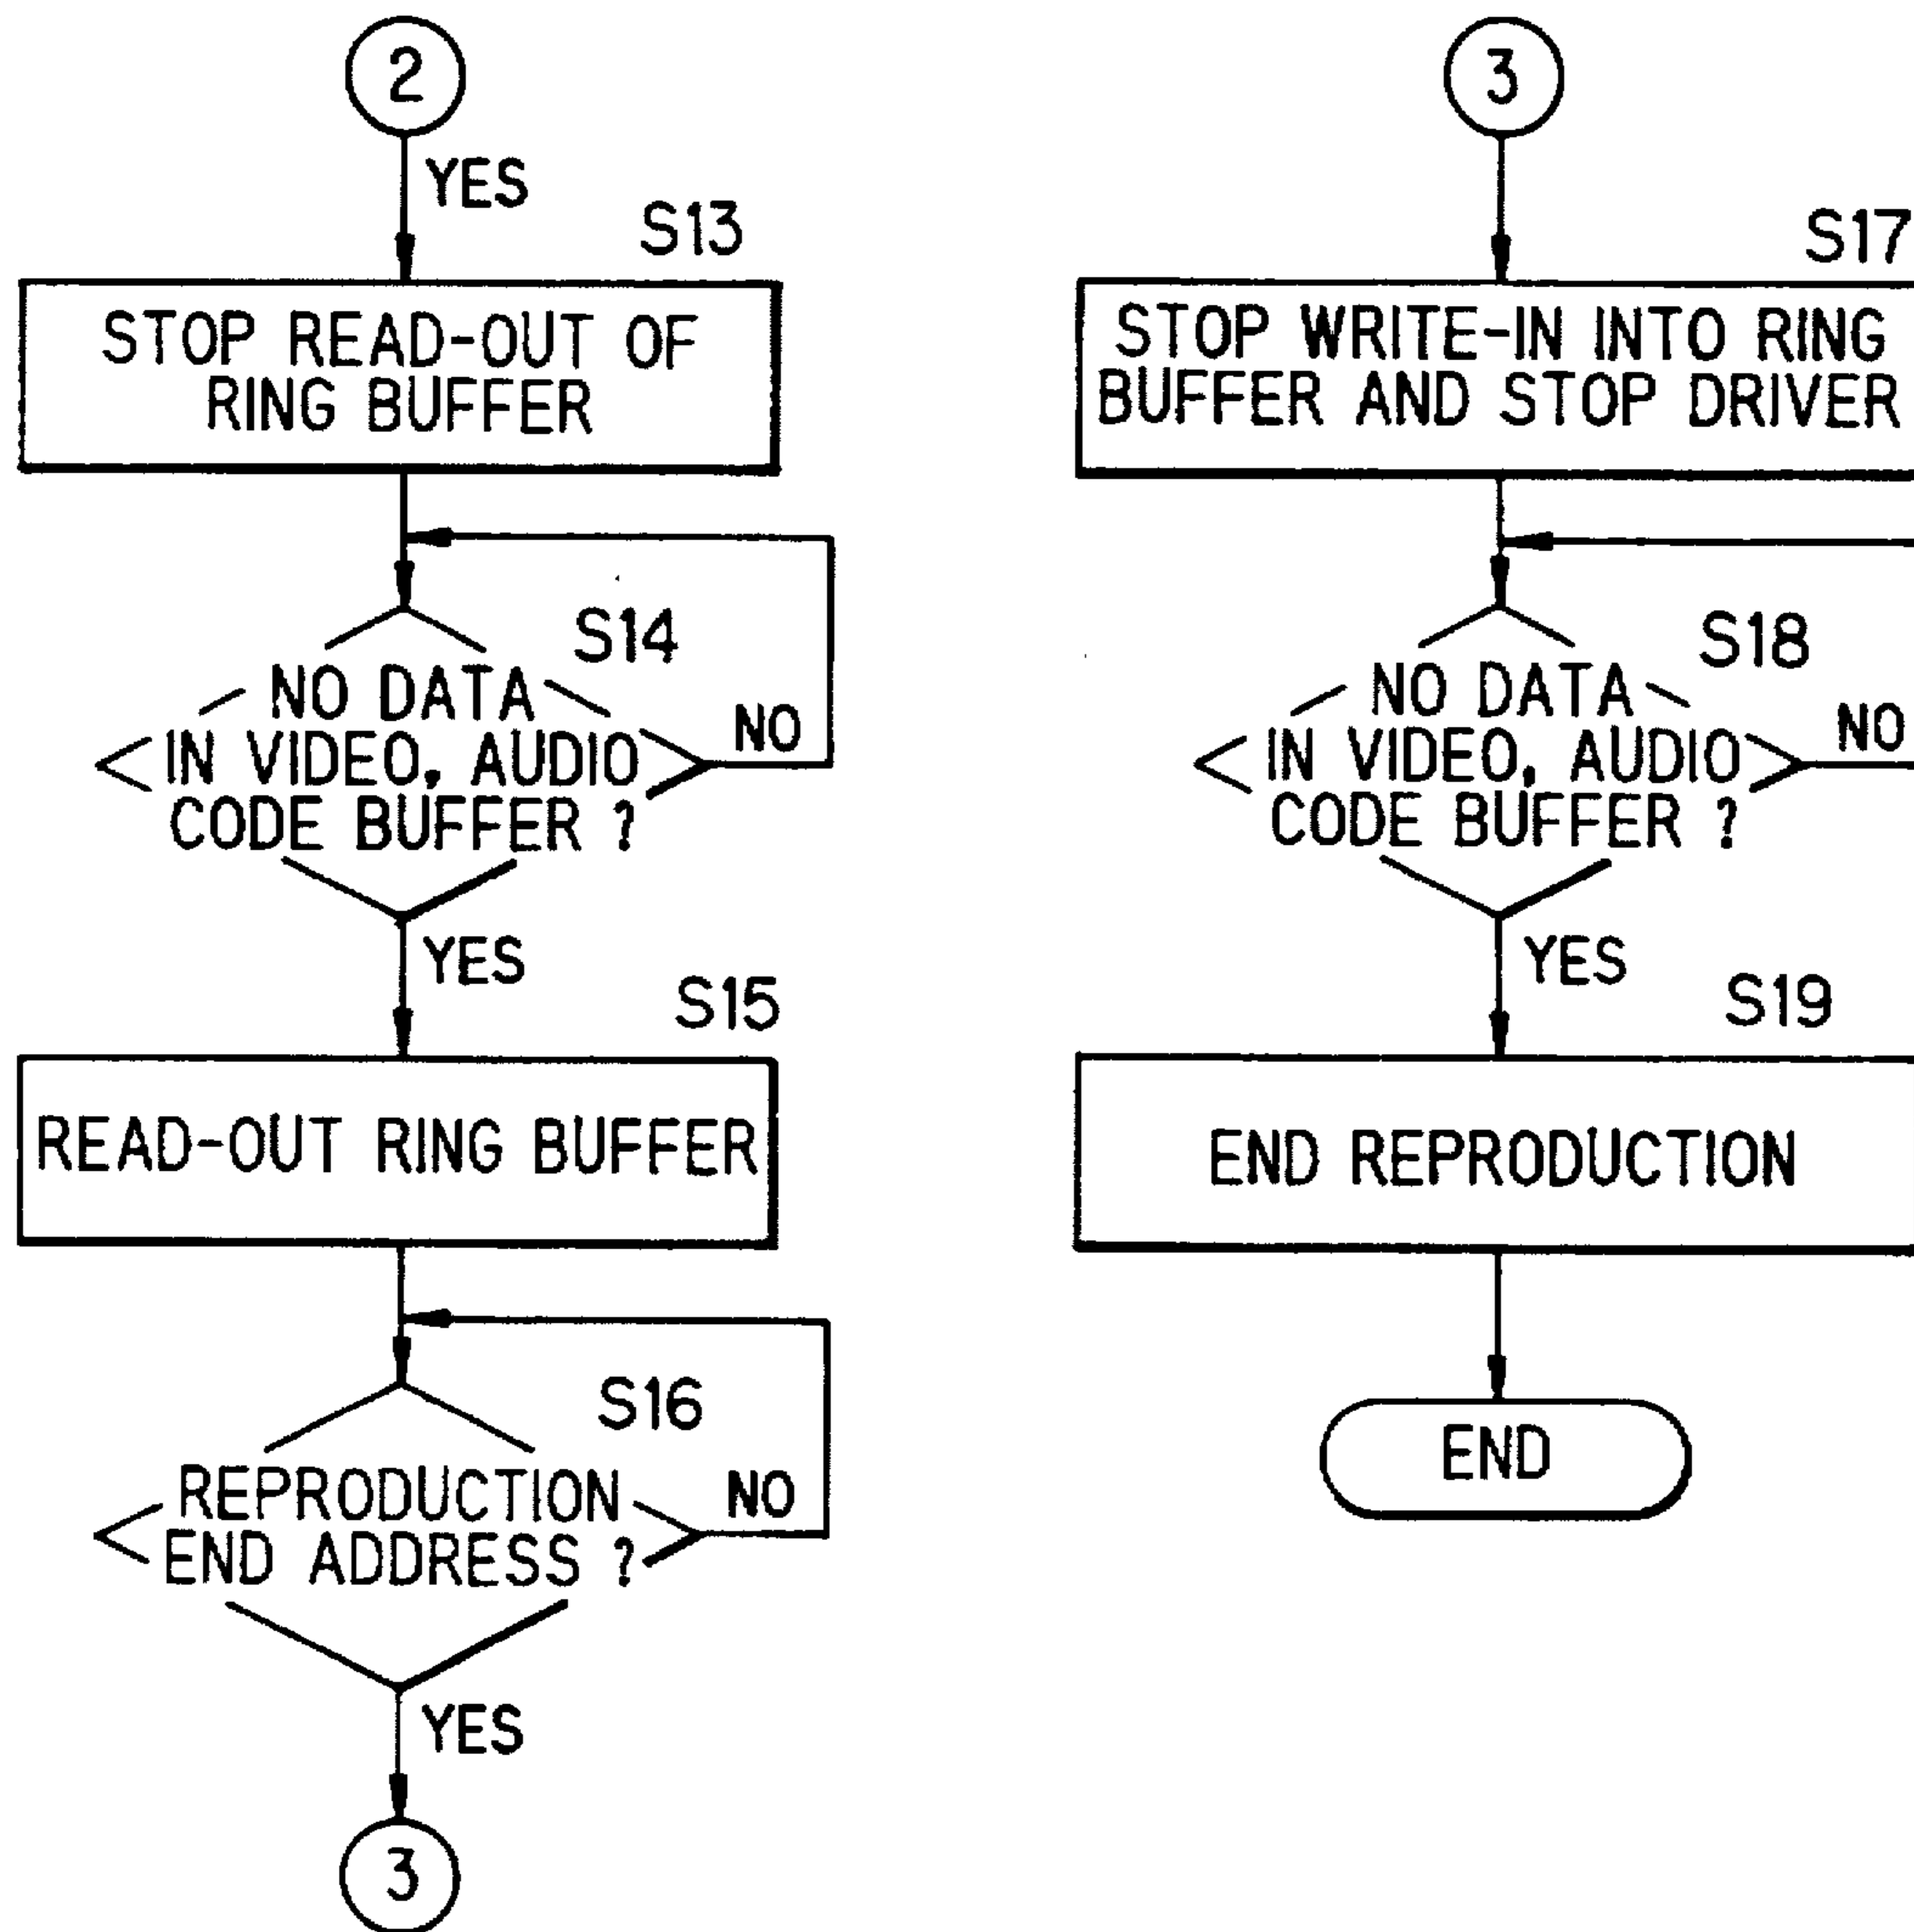 2
YES
S13
STOP READ-OUT OF
RING BUFFER
S14
NO DATA
IN VIDEO, AUDIO
CODE BUFFER ?
NO
YES
S15
READ-OUT RING BUFFER
S16
REPRODUCTION
END ADDRESS ?
NO
YES
3
3
S17
STOP WRITE-IN INTO RING
BUFFER AND STOP DRIVER
S18
NO DATA
IN VIDEO, AUDIO
CODE BUFFER ?
NO
YES
S19
END REPRODUCTION
END